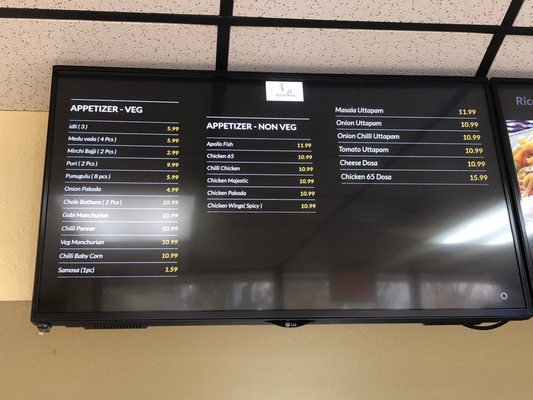 APPETIZER - VEG
idli ( 3 ) 5.99
Medu vada ( 4 Pcs ) 5.99
Mirchi Bajji ( 2 Pcs ) 2.99
Puri ( 2 Pcs ) 9.99
Punugulu ( 8 pcs ) 5.99
Onion Pakoda 4.99
Chole Bathure ( 2 Pcs ) 10.99
Gobi Manchurian 10.99
Chilli Panner 10.99
Veg Manchurian 10.99
Chilli Baby Corn 10.99
Samosa (1pc) 1.59
APPETIZER - NON VEG
Apollo Fish 11.99
Chicken 65 10.99
Chilli Chicken 10.99
Chicken Majestic 10.99
Chicken Pakoda 10.99
Chicken Wings( Spicy ) 10.99
Masala Uttapam 11.99
Onion Uttapam 10.99
Onion Chilli Uttapam 10.99
Tomato Uttapam 10.99
Cheese Dosa 10.99
Chicken 65 Dosa 15.99
Rice
LG